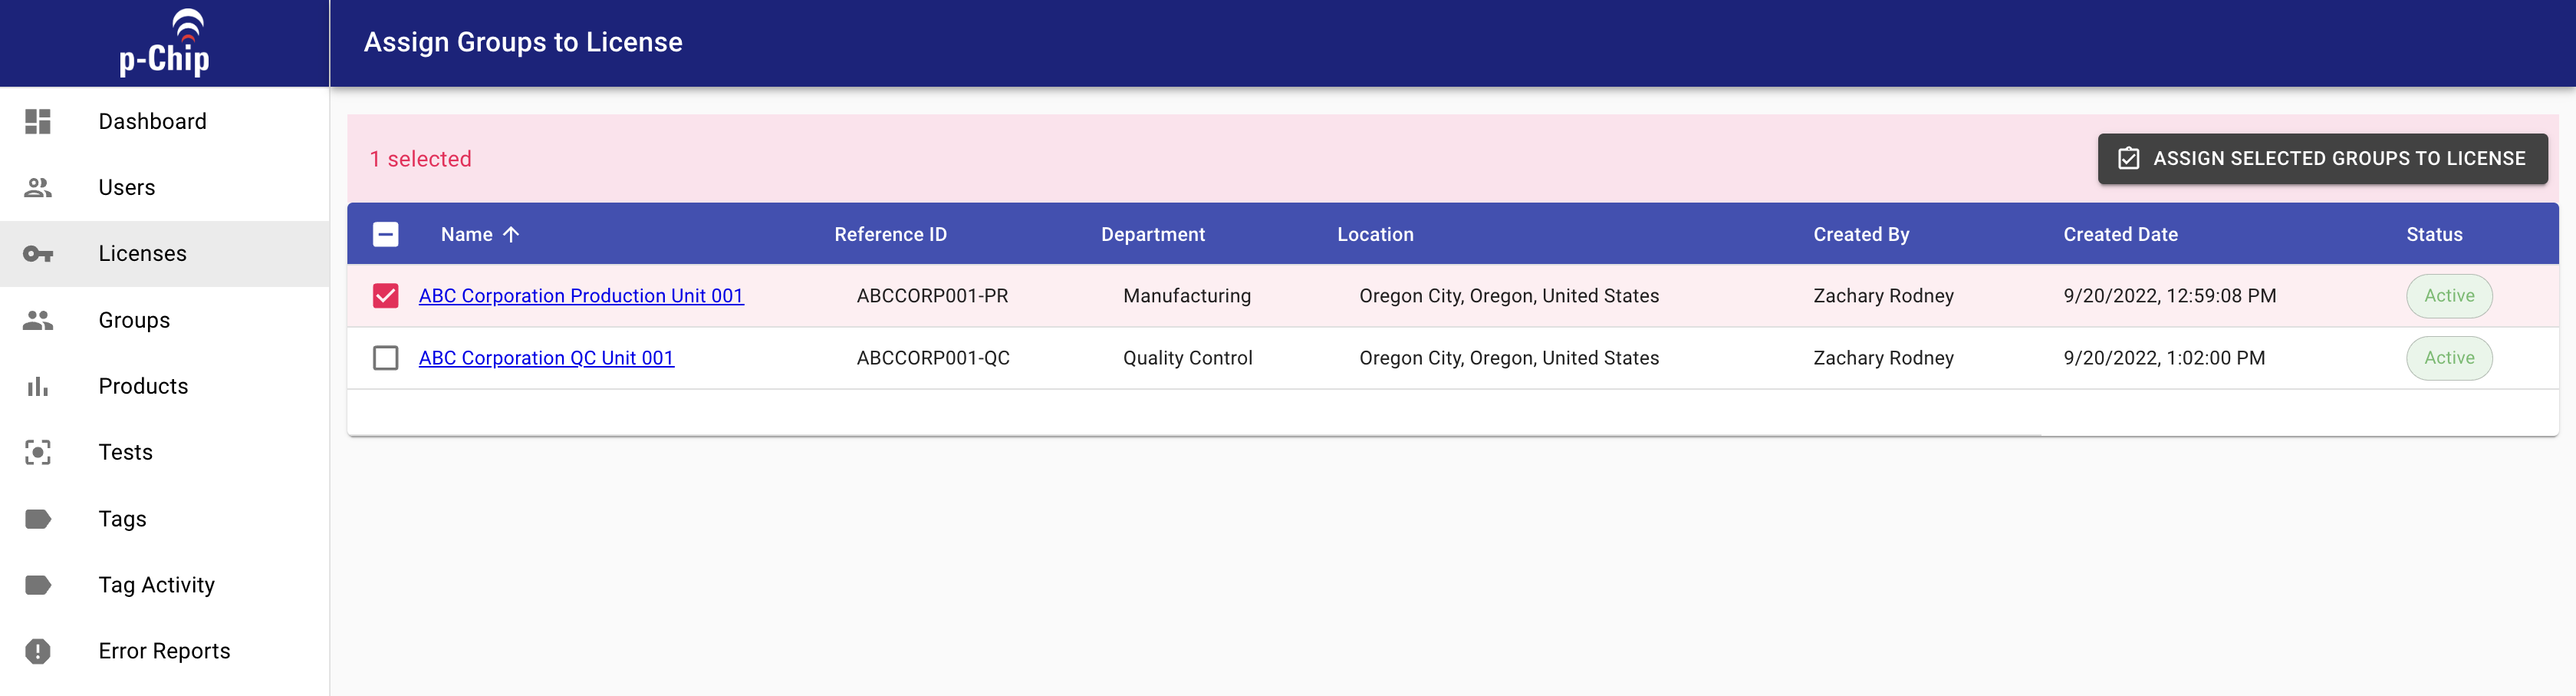 p-Chip
Assign Groups to License
Dashboard
Users
Licenses
Groups
Products
Tests
Tags
Tag Activity
Error Reports
1 selected
ASSIGN SELECTED GROUPS TO LICENSE
Name Reference ID Department Location Created By Created Date Status
ABC Corporation Production Unit 001 ABCCORP001-PR Manufacturing Oregon City, Oregon, United States Zachary Rodney 9/20/2022, 12:59:08 PM Active
ABC Corporation QC Unit 001 ABCCORP001-QC Quality Control Oregon City, Oregon, United States Zachary Rodney 9/20/2022, 1:02:00 PM Active